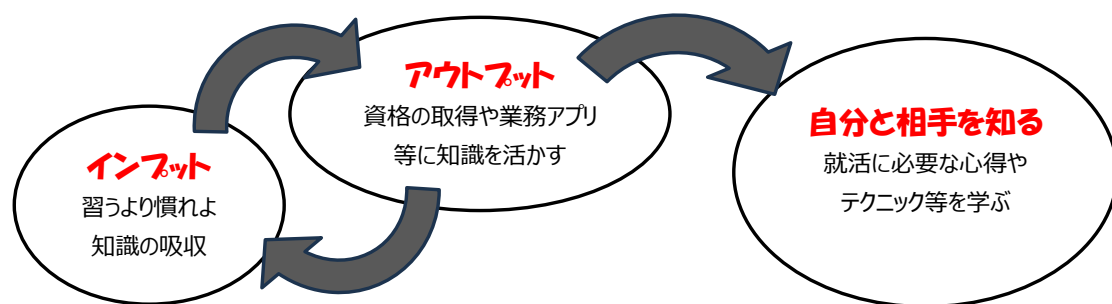 インプット
習うより慣れよ
知識の吸収
アウトプット
資格の取得や業務アプリ
等に知識を活かす
自分と相手を知る
就活に必要な心得や
テクニック等を学ぶ